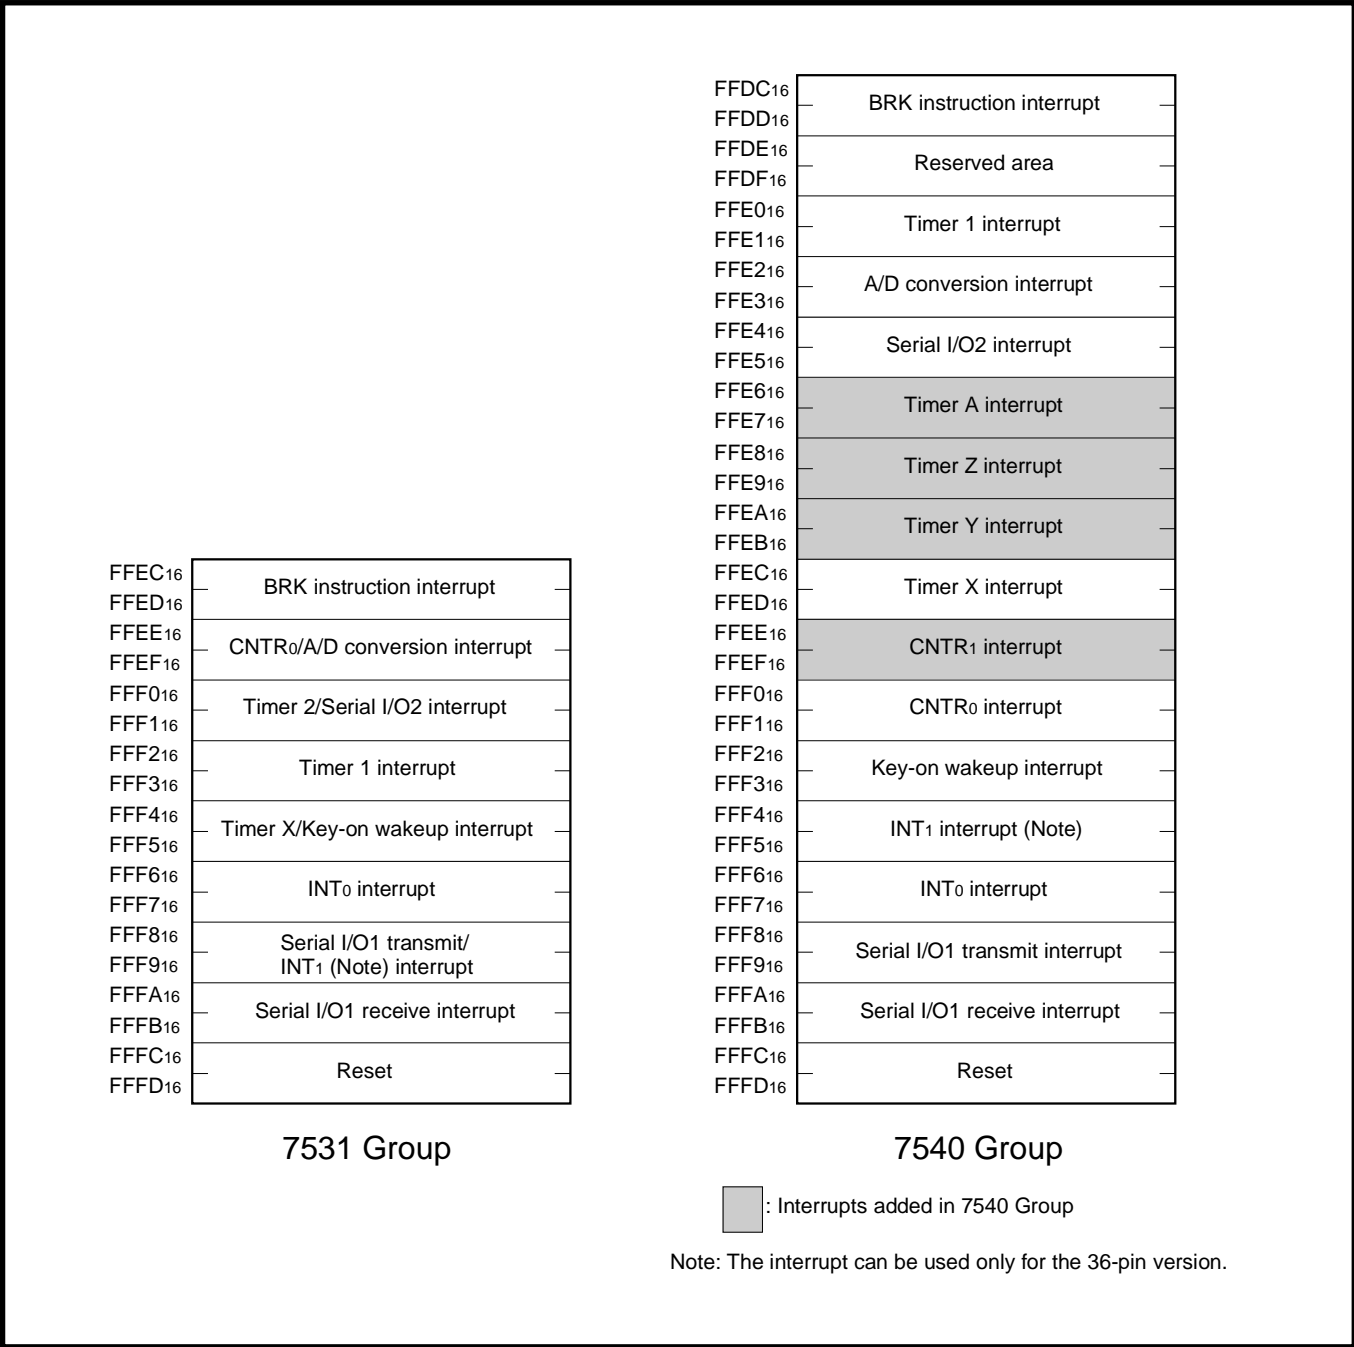 FFEC16
FFED16
BRK instruction interrupt
FFEE16
FFEF16
CNTR0/A/D conversion interrupt
FFF016
FFF116
Timer 2/Serial I/O2 interrupt
FFF216
FFF316
Timer 1 interrupt
FFF416
FFF516
Timer X/Key-on wakeup interrupt
FFF616
FFF716
INT0 interrupt
FFF816
FFF916
Serial I/O1 transmit/
INT1 (Note) interrupt
FFFA16
FFFB16
Serial I/O1 receive interrupt
FFFC16
FFFD16
Reset
7531 Group
FFDC16
FFDD16
BRK instruction interrupt
FFDE16
FFDF16
Reserved area
FFE016
FFE116
Timer 1 interrupt
FFE216
FFE316
A/D conversion interrupt
FFE416
FFE516
Serial I/O2 interrupt
FFE616
FFE716
Timer A interrupt
FFE816
FFE916
Timer Z interrupt
FFEA16
FFEB16
Timer Y interrupt
FFEC16
FFED16
Timer X interrupt
FFEE16
FFEF16
CNTR1 interrupt
FFF016
FFF116
CNTR0 interrupt
FFF216
FFF316
Key-on wakeup interrupt
FFF416
FFF516
INT1 interrupt (Note)
FFF616
FFF716
INT0 interrupt
FFF816
FFF916
Serial I/O1 transmit interrupt
FFFA16
FFFB16
Serial I/O1 receive interrupt
FFFC16
FFFD16
Reset
7540 Group
: Interrupts added in 7540 Group
Note: The interrupt can be used only for the 36-pin version.